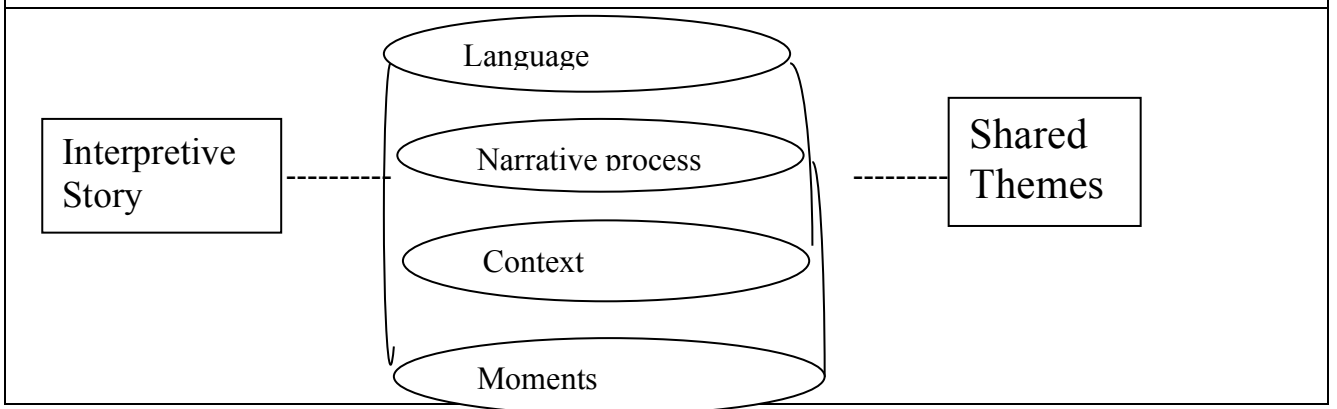 Language
Interpretive
Story
Narrative process
Shared
Themes
Context
Moments